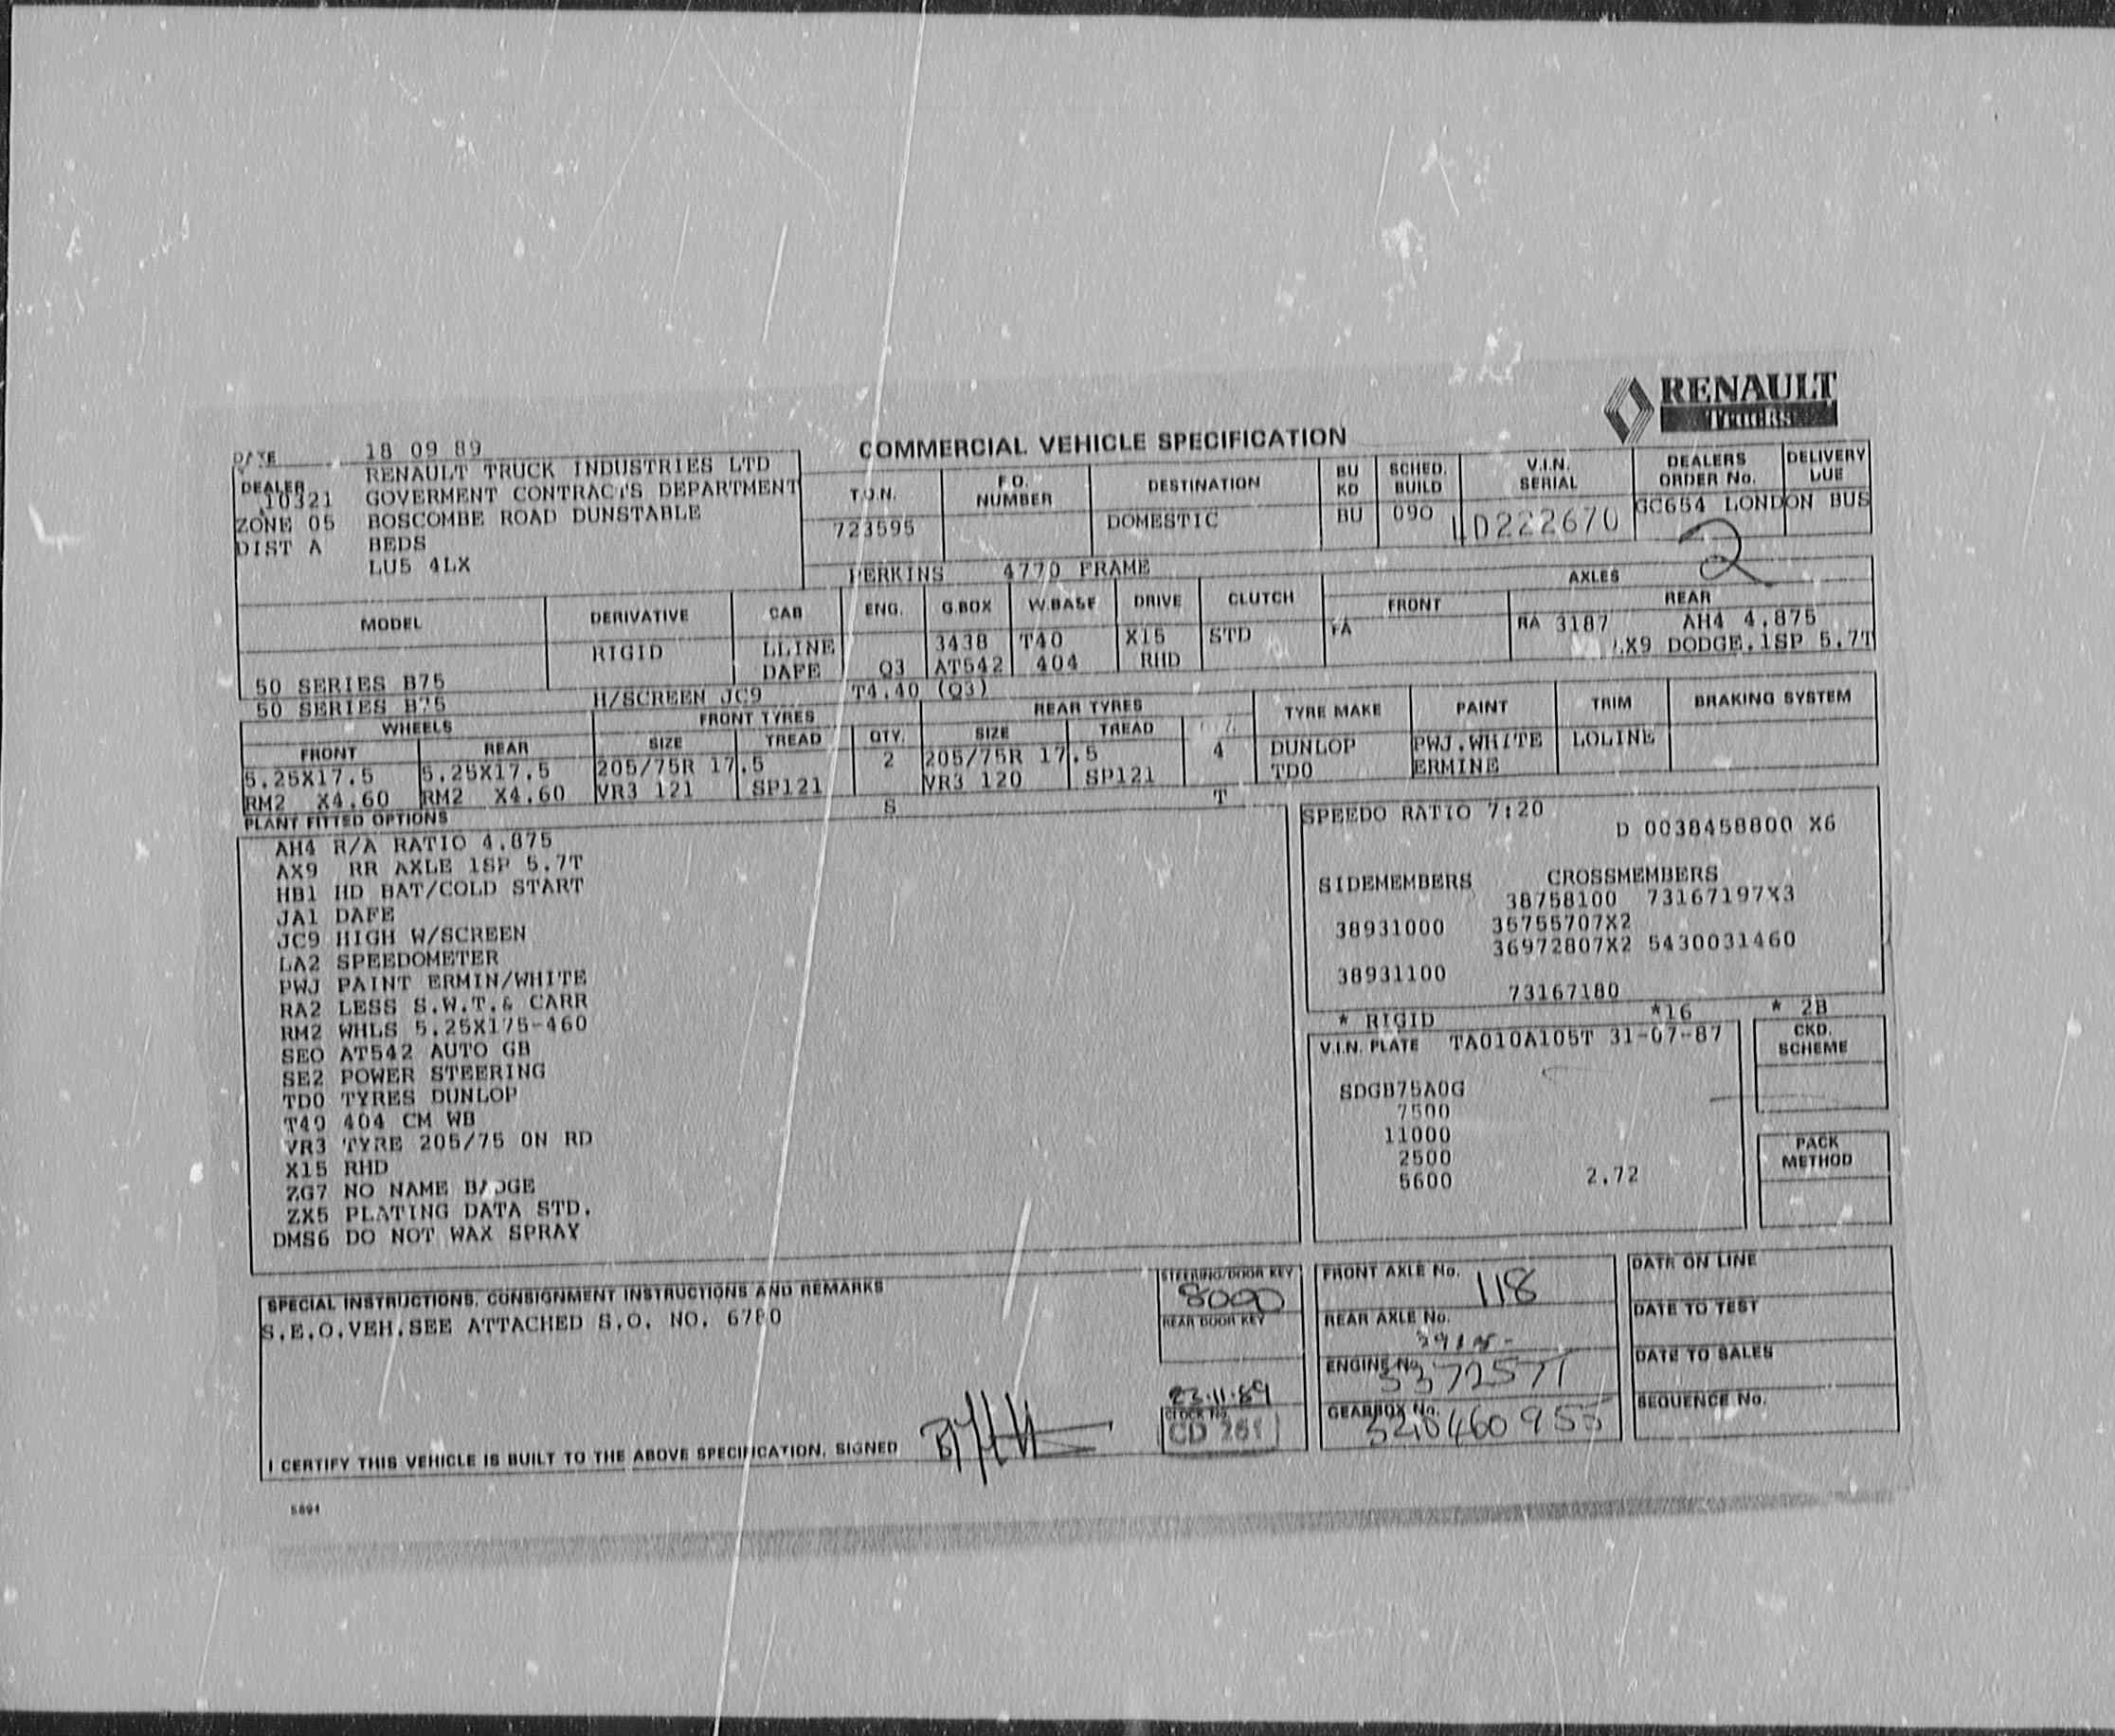 RENAULT
Trucks
COMMERCIAL VEHICLE SPECIFICATION
DATE 18 09 89
DEALER 10321 RENAULT TRUCK INDUSTRIES LTD
GOVERMENT CONTRACTS DEPARTMENT
ZONE 05 BOSCOMBE ROAD DUNSTABLE
DIST A BEDS
LU5 4LX
T.O.N. F.O. NUMBER DESTINATION BU KD SCHED. BUILD V.I.N. SERIAL DEALERS ORDER No. DELIVERY DUE
723595 DOMESTIC BU 090 D222670 GC654 LONDON BUS
2
PERKINS 4770 FRAME
MODEL DERIVATIVE CAB ENG. G.BOX W.BASE DRIVE CLUTCH AXLES FRONT REAR
RIGID LLINE 3438 T40 X15 STD FA RA 3187 AH4 4.875
50 SERIES B75 DAFE Q3 AT542 404 RHD AX9 DODGE.1SP 5.7T
50 SERIES B75 H/SCREEN JC9 T4.40 (Q3)
WHEELS FRONT TYRES REAR TYRES TYRE MAKE PAINT TRIM BRAKING SYSTEM
FRONT REAR SIZE TREAD QTY. SIZE TREAD
5.25X17.5 5.25X17.5 205/75R 17.5 2 205/75R 17.5 4 DUNLOP PWJ.WHITE LOLINE
RM2 X4.60 RM2 X4.60 VR3 121 SP121 VR3 120 SP121 TD0 ERMINE
S T
PLANT FITTED OPTIONS
AH4 R/A RATIO 4.875
AX9 RR AXLE 1SP 5.7T
HB1 HD BAT/COLD START
JA1 DAFE
JC9 HIGH W/SCREEN
LA2 SPEEDOMETER
PWJ PAINT ERMIN/WHITE
RA2 LESS S.W.T.& CARR
RM2 WHLS 5.25X175-460
SEO AT542 AUTO GB
SE2 POWER STEERING
TD0 TYRES DUNLOP
T40 404 CM WB
VR3 TYRE 205/75 ON RD
X15 RHD
ZG7 NO NAME BADGE
ZX5 PLATING DATA STD.
DMS6 DO NOT WAX SPRAY
SPEEDO RATIO 7:20
D 0038458800 X6
SIDEMEMBERS CROSSMEMBERS
38758100 73167197X3
38931000 36755707X2
36972807X2 5430031460
38931100
73167180
* RIGID *16 * 2B
V.I.N. PLATE TA010A105T 31-07-87
SDGB75A0G
7500
11000
2500
5600 2.72
CKD. SCHEME
PACK METHOD
SPECIAL INSTRUCTIONS, CONSIGNMENT INSTRUCTIONS AND REMARKS
S.E.O.VEH.SEE ATTACHED S.O. NO. 6780
I CERTIFY THIS VEHICLE IS BUILT TO THE ABOVE SPECIFICATION, SIGNED
STEERING/DOOR KEY 8000
REAR DOOR KEY
23.11.89
CLOCK No.
CD 261
FRONT AXLE No. 118
REAR AXLE No.
ENGINE No.
GEARBOX No. 3210460955
DATE ON LINE
DATE TO TEST
DATE TO SALES
SEQUENCE No.
5894